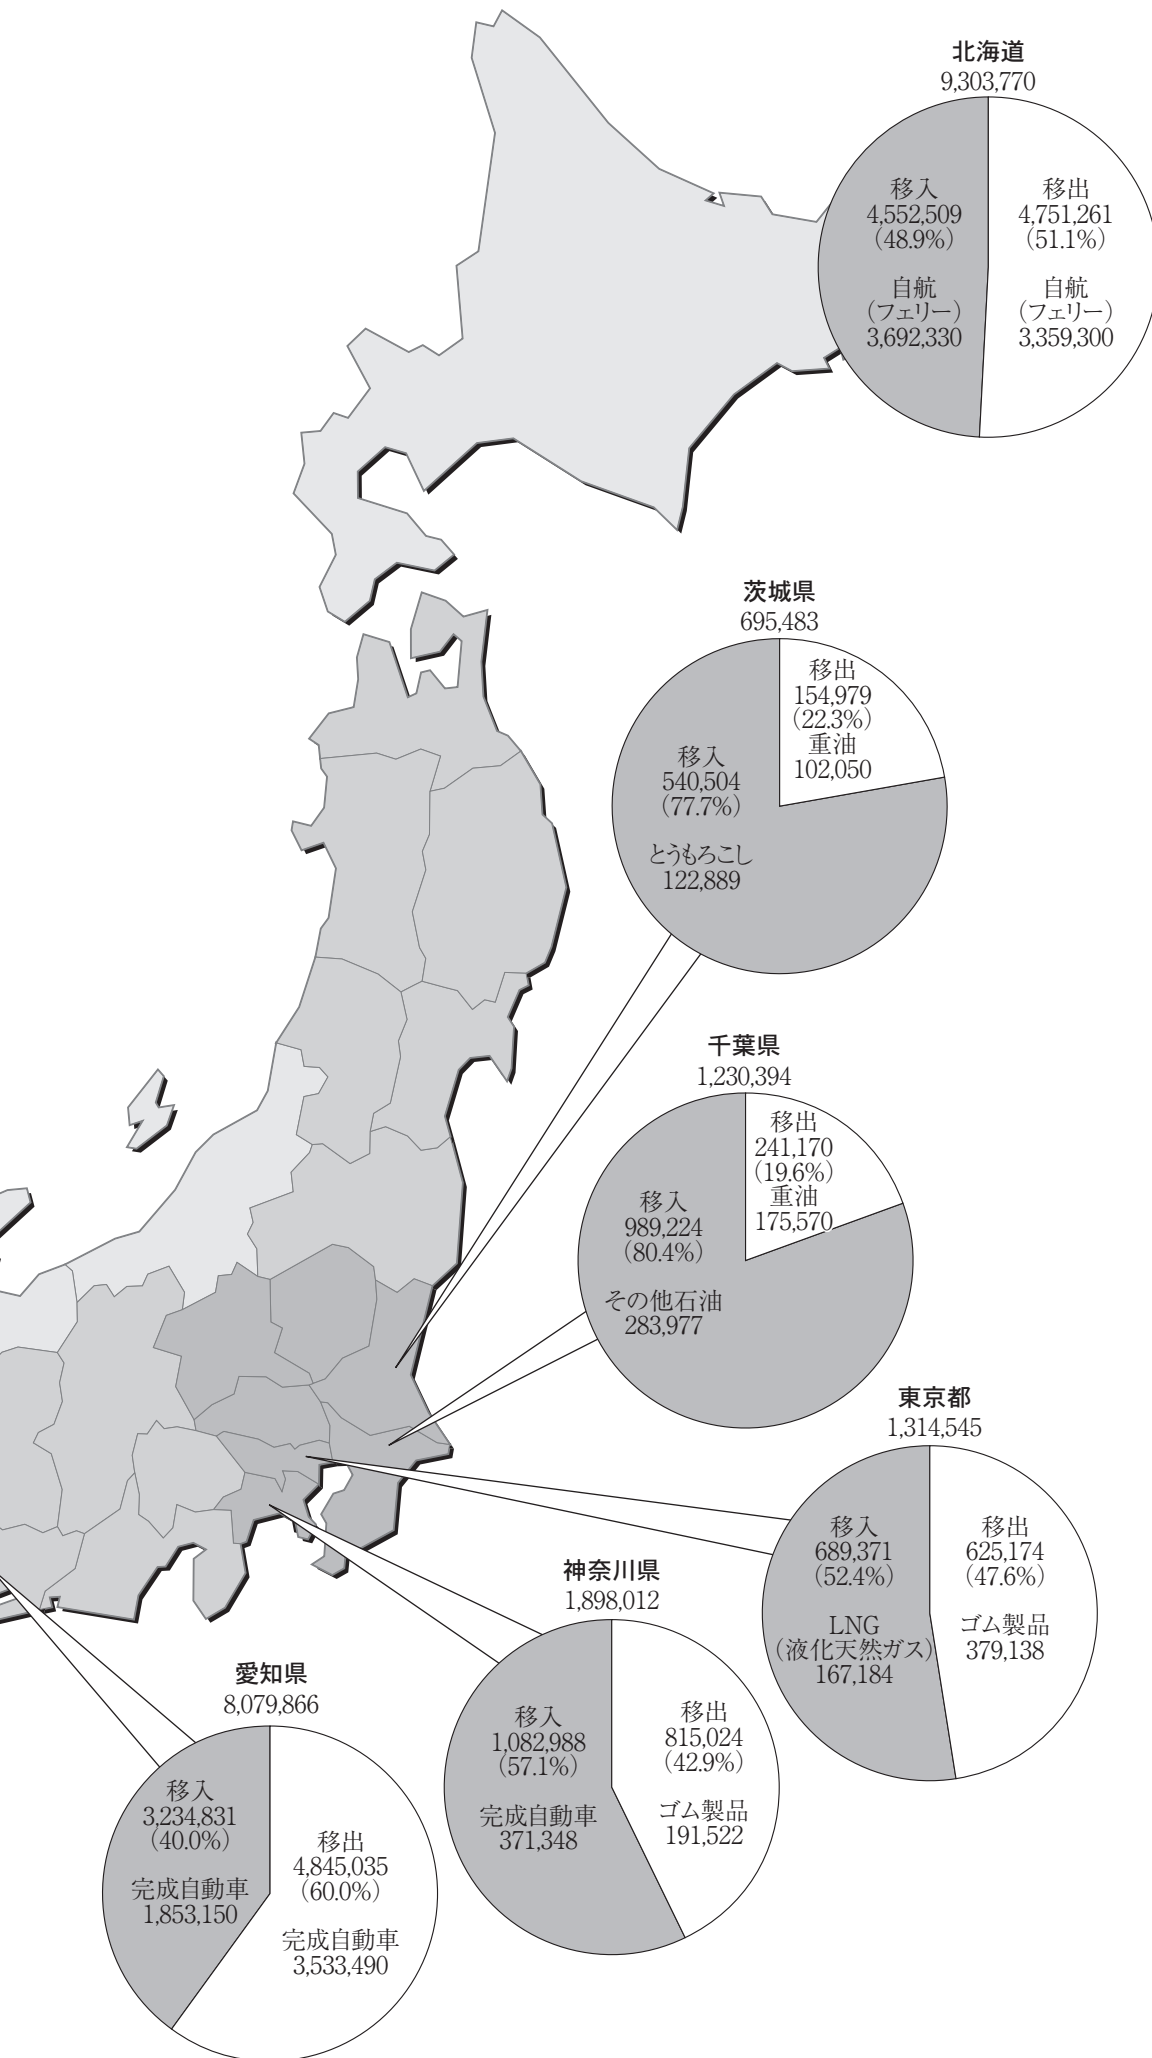 北海道
9,303,770
移入
4,552,509
（48.9%）
自航
（フェリー）
3,692,330
移出
4,751,261
（51.1%）
自航
（フェリー）
3,359,300
茨城県
695,483
移出
154,979
（22.3%）
重油
102,050
移入
540,504
（77.7%）
とうもろこし
122,889
千葉県
1,230,394
移出
241,170
（19.6%）
重油
175,570
移入
989,224
（80.4%）
その他石油
283,977
東京都
1,314,545
移入
689,371
（52.4%）
LNG
（液化天然ガス）
167,184
移出
625,174
（47.6%）
ゴム製品
379,138
神奈川県
1,898,012
移入
1,082,988
（57.1%）
完成自動車
371,348
移出
815,024
（42.9%）
ゴム製品
191,522
愛知県
8,079,866
移入
3,234,831
（40.0%）
完成自動車
1,853,150
移出
4,845,035
（60.0%）
完成自動車
3,533,490